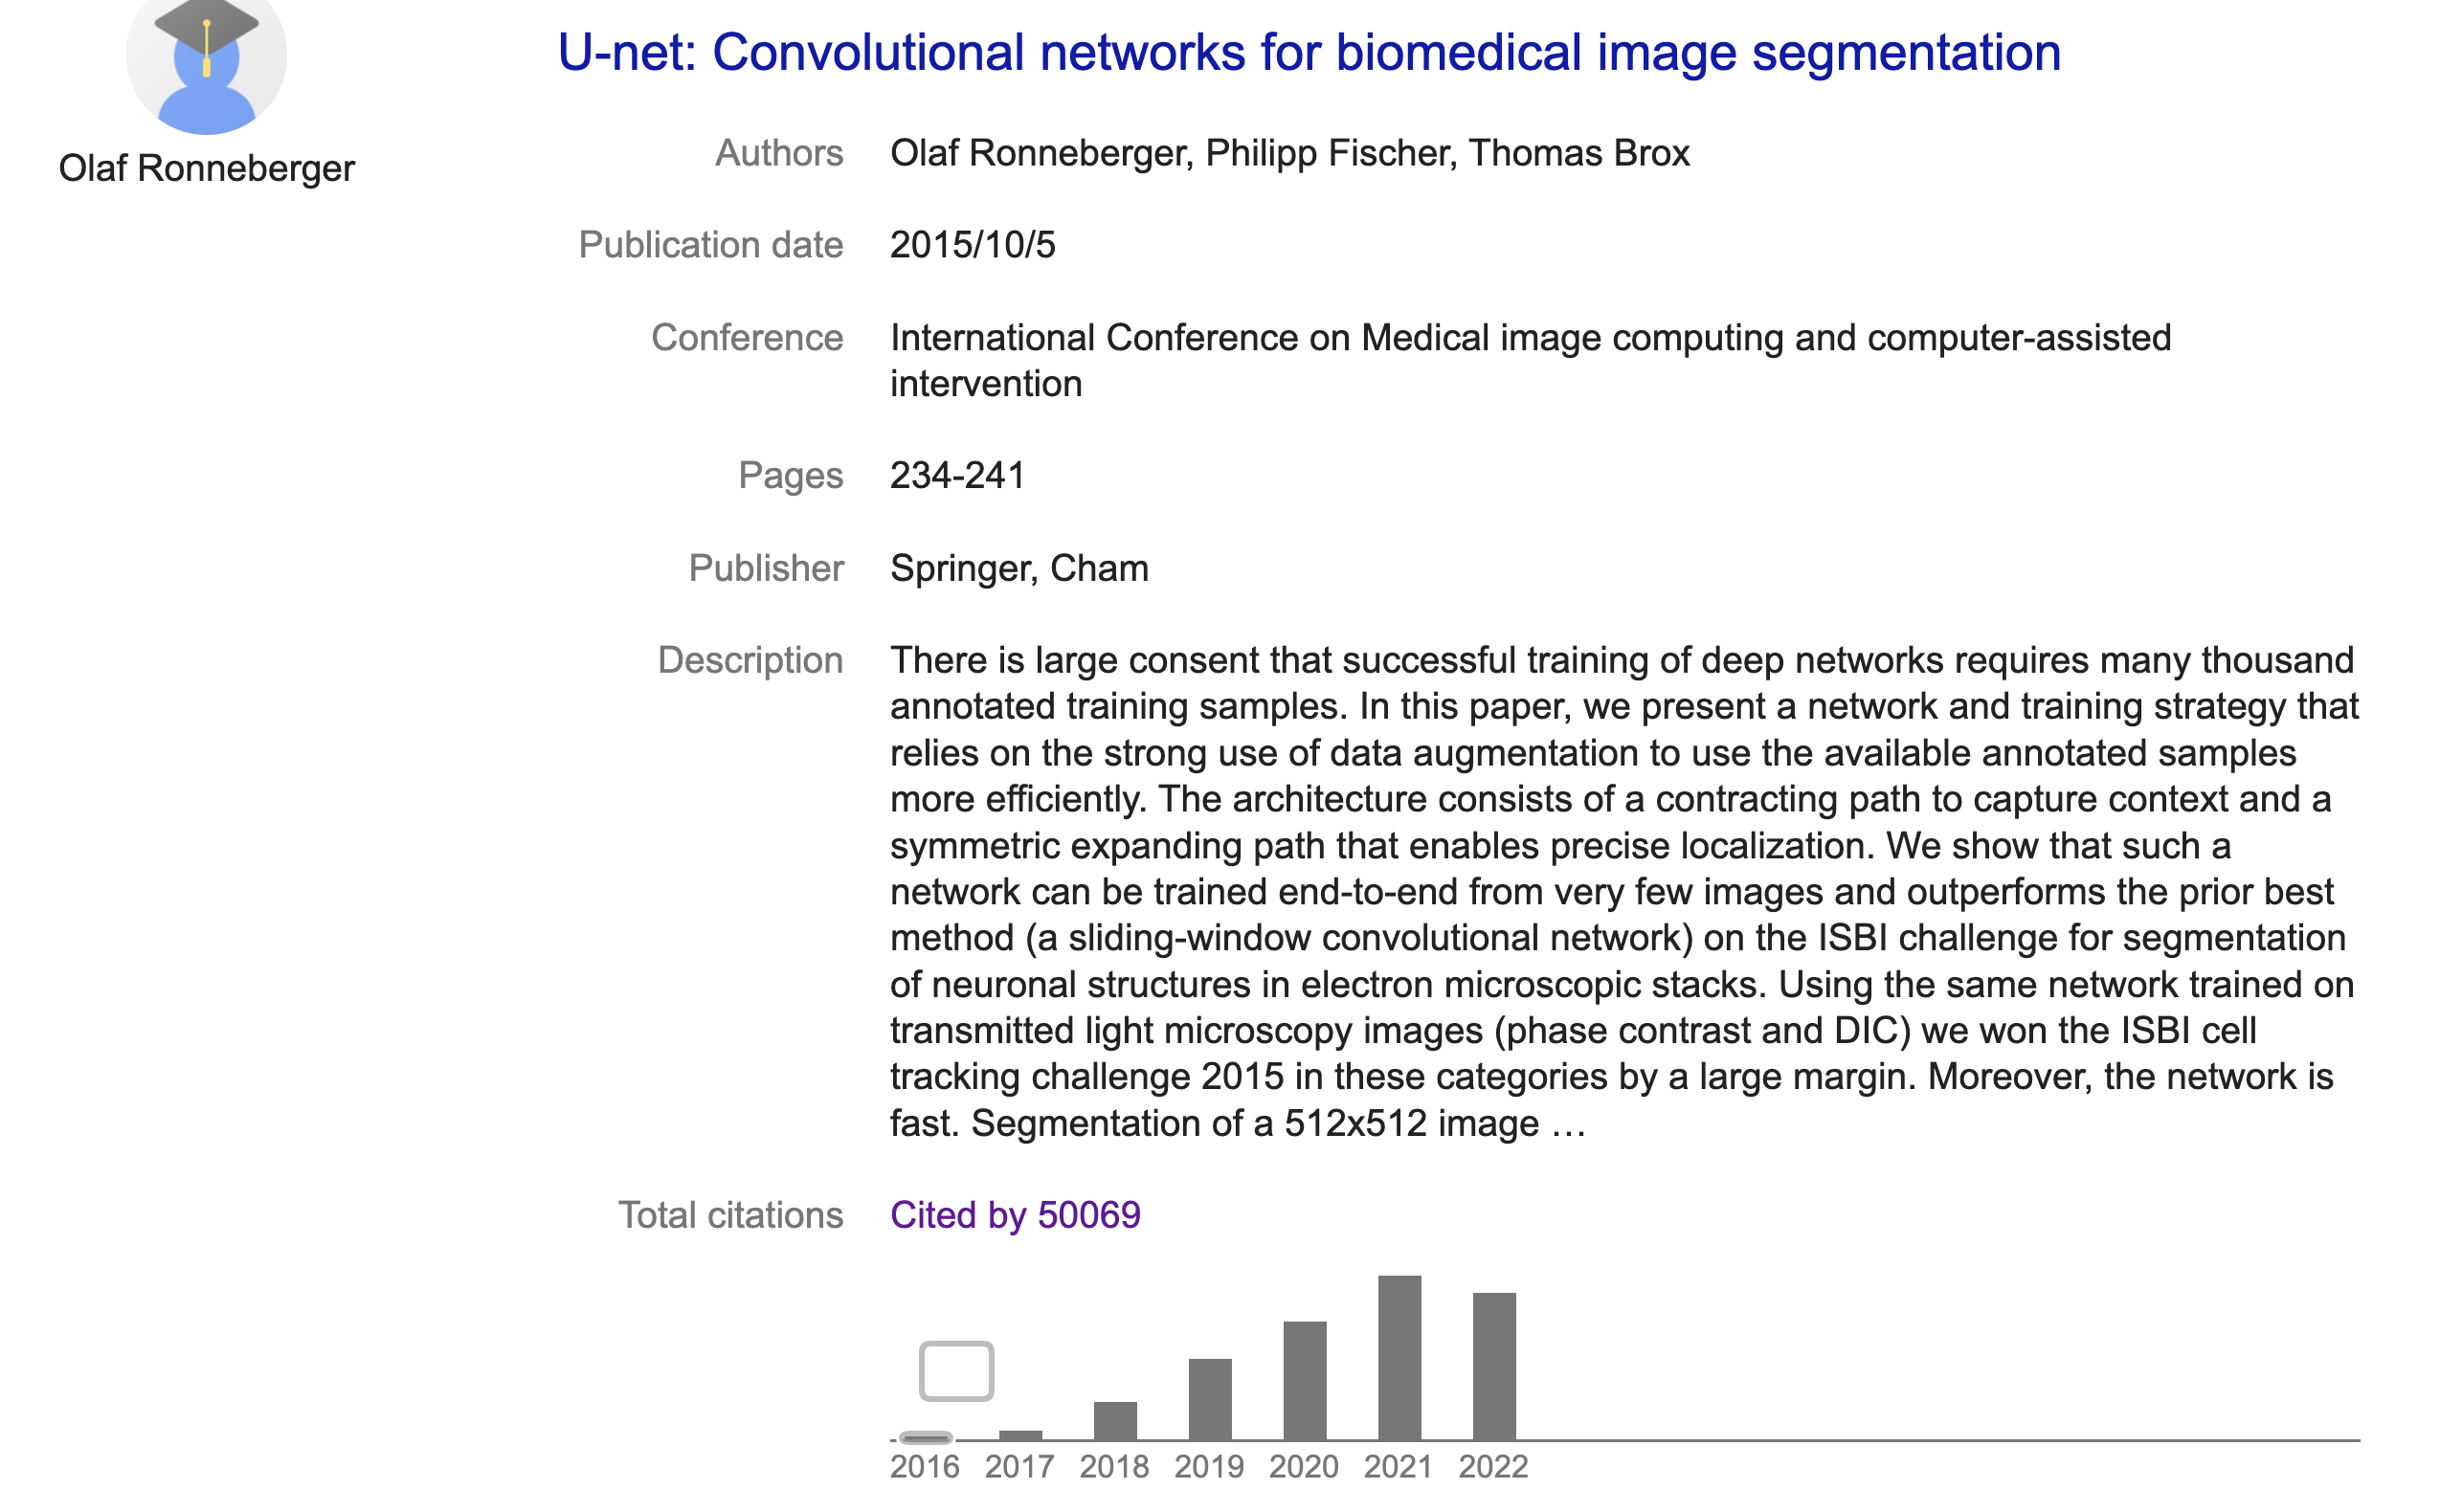 U-net: Convolutional networks for biomedical image segmentation
Olaf Ronneberger
Authors Olaf Ronneberger, Philipp Fischer, Thomas Brox
Publication date 2015/10/5
Conference International Conference on Medical image computing and computer-assisted
intervention
Pages 234-241
Publisher Springer, Cham
Description There is large consent that successful training of deep networks requires many thousand
annotated training samples. In this paper, we present a network and training strategy that
relies on the strong use of data augmentation to use the available annotated samples
more efficiently. The architecture consists of a contracting path to capture context and a
symmetric expanding path that enables precise localization. We show that such a
network can be trained end-to-end from very few images and outperforms the prior best
method (a sliding-window convolutional network) on the ISBI challenge for segmentation
of neuronal structures in electron microscopic stacks. Using the same network trained on
transmitted light microscopy images (phase contrast and DIC) we won the ISBI cell
tracking challenge 2015 in these categories by a large margin. Moreover, the network is
fast. Segmentation of a 512x512 image …
Total citations Cited by 50069
2016 2017 2018 2019 2020 2021 2022